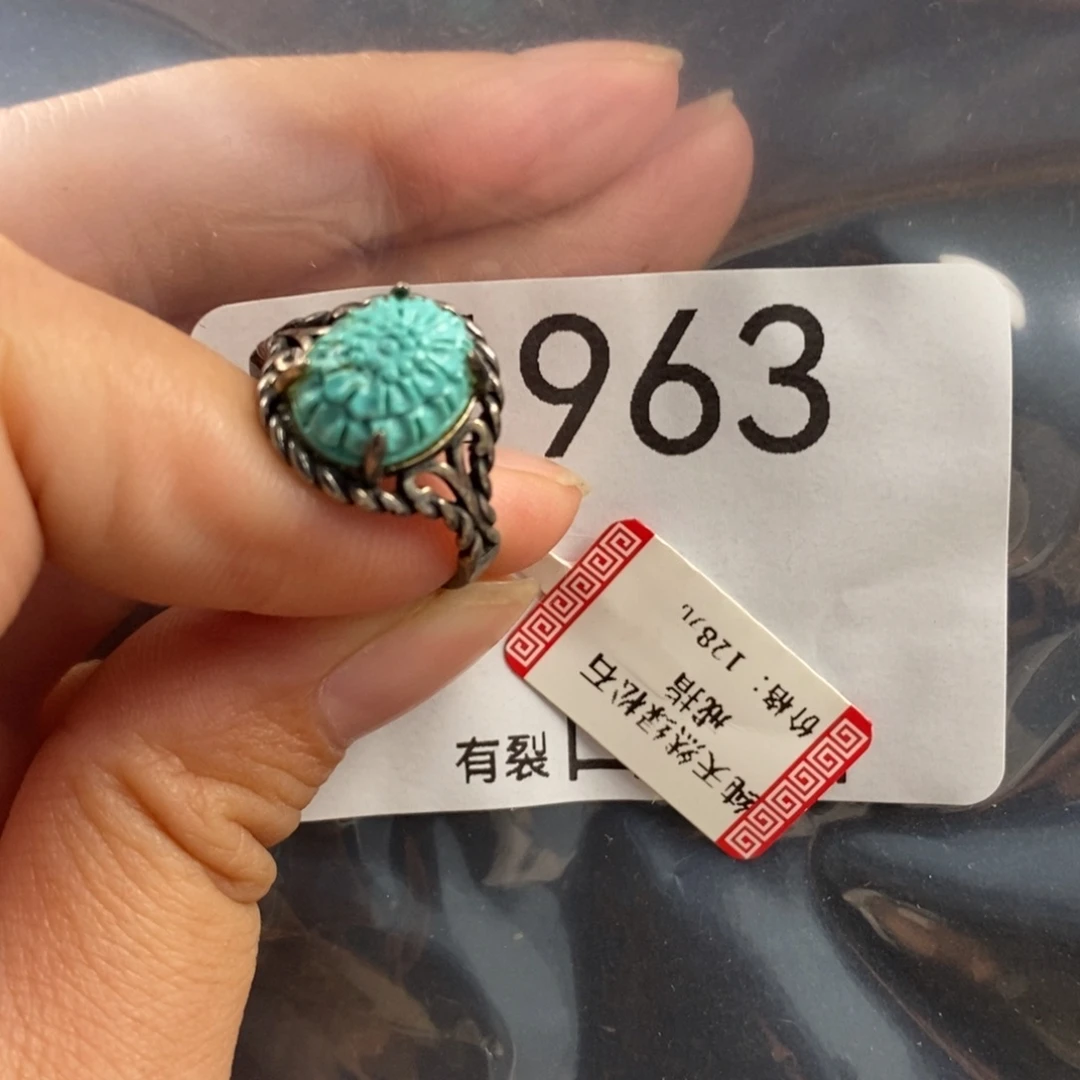 963
有裂
纯天然绿松石
戒指
价格：128元